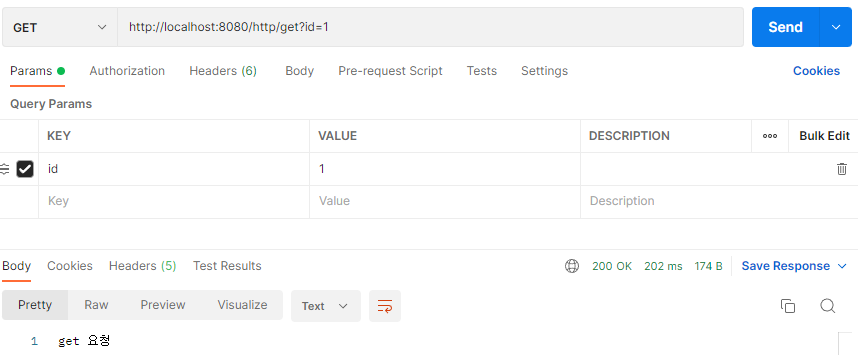 GET http://localhost:8080/http/get?id=1 Send
Params Authorization Headers (6) Body Pre-request Script Tests Settings Cookies
Query Params
KEY VALUE DESCRIPTION Bulk Edit
id 1
Key Value Description
Body Cookies Headers (5) Test Results 200 OK 202 ms 174 B Save Response
Pretty Raw Preview Visualize Text
1 get 요청